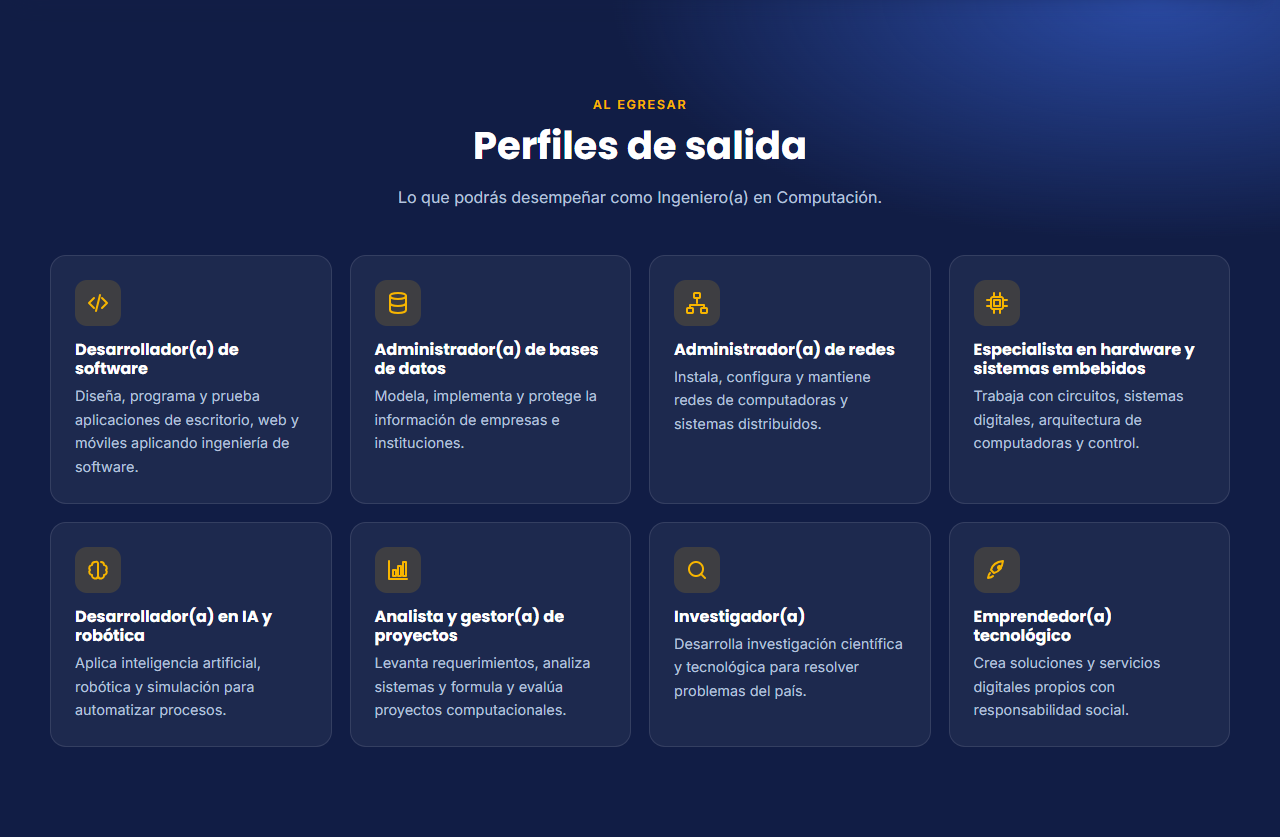 AL EGRESAR
Perfiles de salida
Lo que podrás desempeñar como Ingeniero(a) en Computación.
Desarrollador(a) de
software
Diseña, programa y prueba
aplicaciones de escritorio, web y
móviles aplicando ingeniería de
software.
Administrador(a) de bases
de datos
Modela, implementa y protege la
información de empresas e
instituciones.
Administrador(a) de redes
Instala, configura y mantiene
redes de computadoras y
sistemas distribuidos.
Especialista en hardware y
sistemas embebidos
Trabaja con circuitos, sistemas
digitales, arquitectura de
computadoras y control.
Desarrollador(a) en IA y
robótica
Aplica inteligencia artificial,
robótica y simulación para
automatizar procesos.
Analista y gestor(a) de
proyectos
Levanta requerimientos, analiza
sistemas y formula y evalúa
proyectos computacionales.
Investigador(a)
Desarrolla investigación científica
y tecnológica para resolver
problemas del país.
Emprendedor(a)
tecnológico
Crea soluciones y servicios
digitales propios con
responsabilidad social.